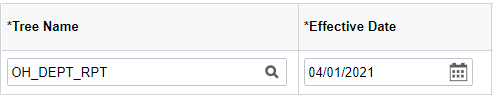 *Tree Name *Effective Date
OH_DEPT_RPT 04/01/2021